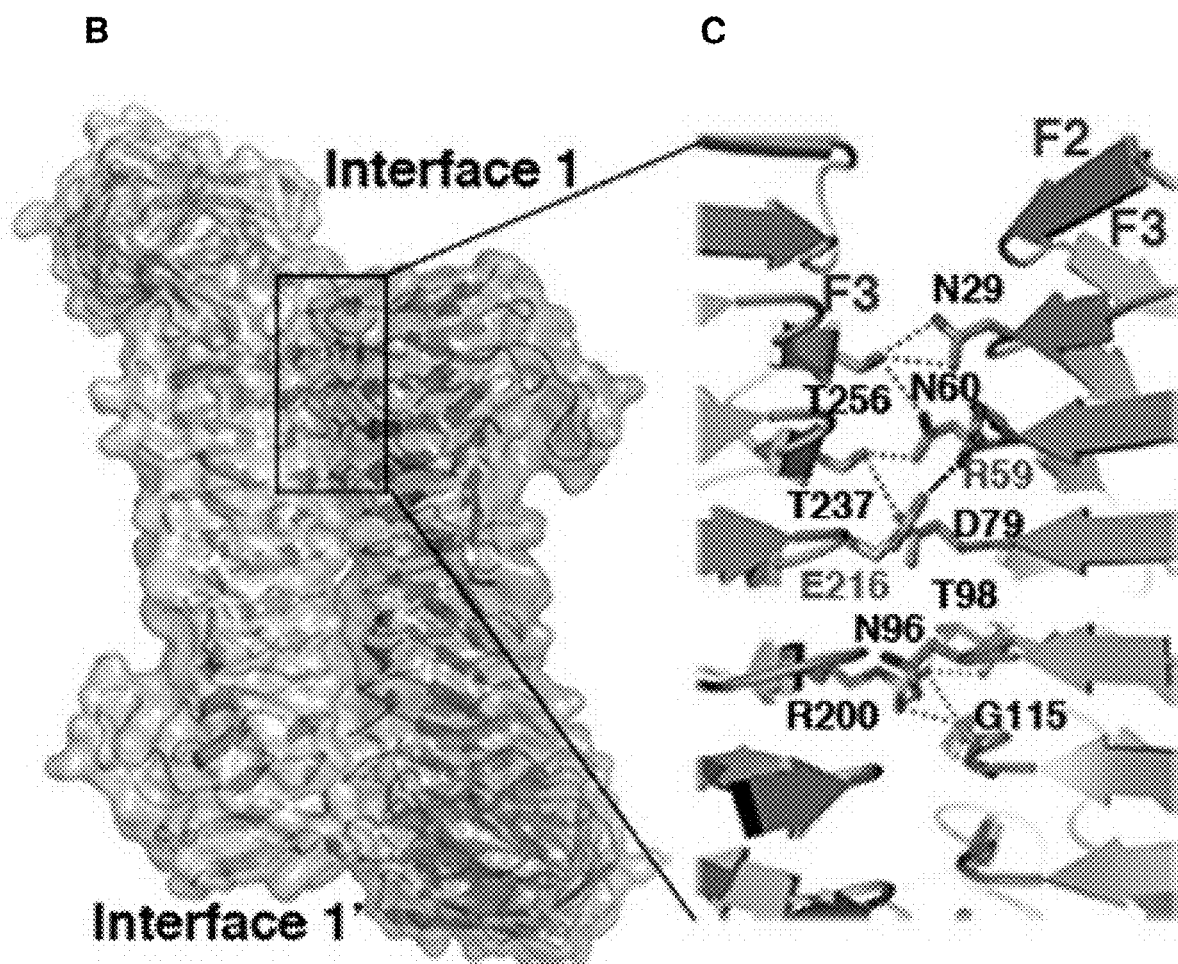 B
C
Interface 1
F2
F3
F3
N29
T256
N60
R59
T237
D79
E216
T98
N96
R200
G115
Interface 1'